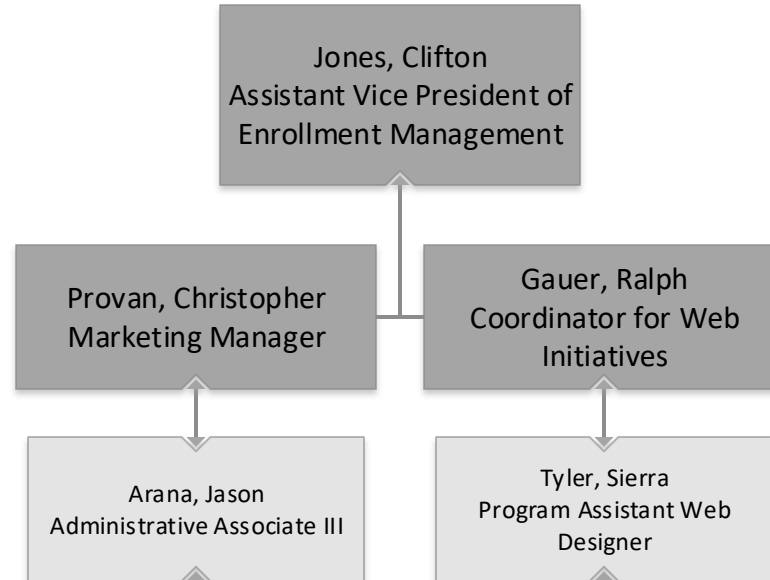 Jones, Clifton
Assistant Vice President of
Enrollment Management
Provan, Christopher
Marketing Manager
Gauer, Ralph
Coordinator for Web
Initiatives
Arana, Jason
Administrative Associate III
Tyler, Sierra
Program Assistant Web
Designer